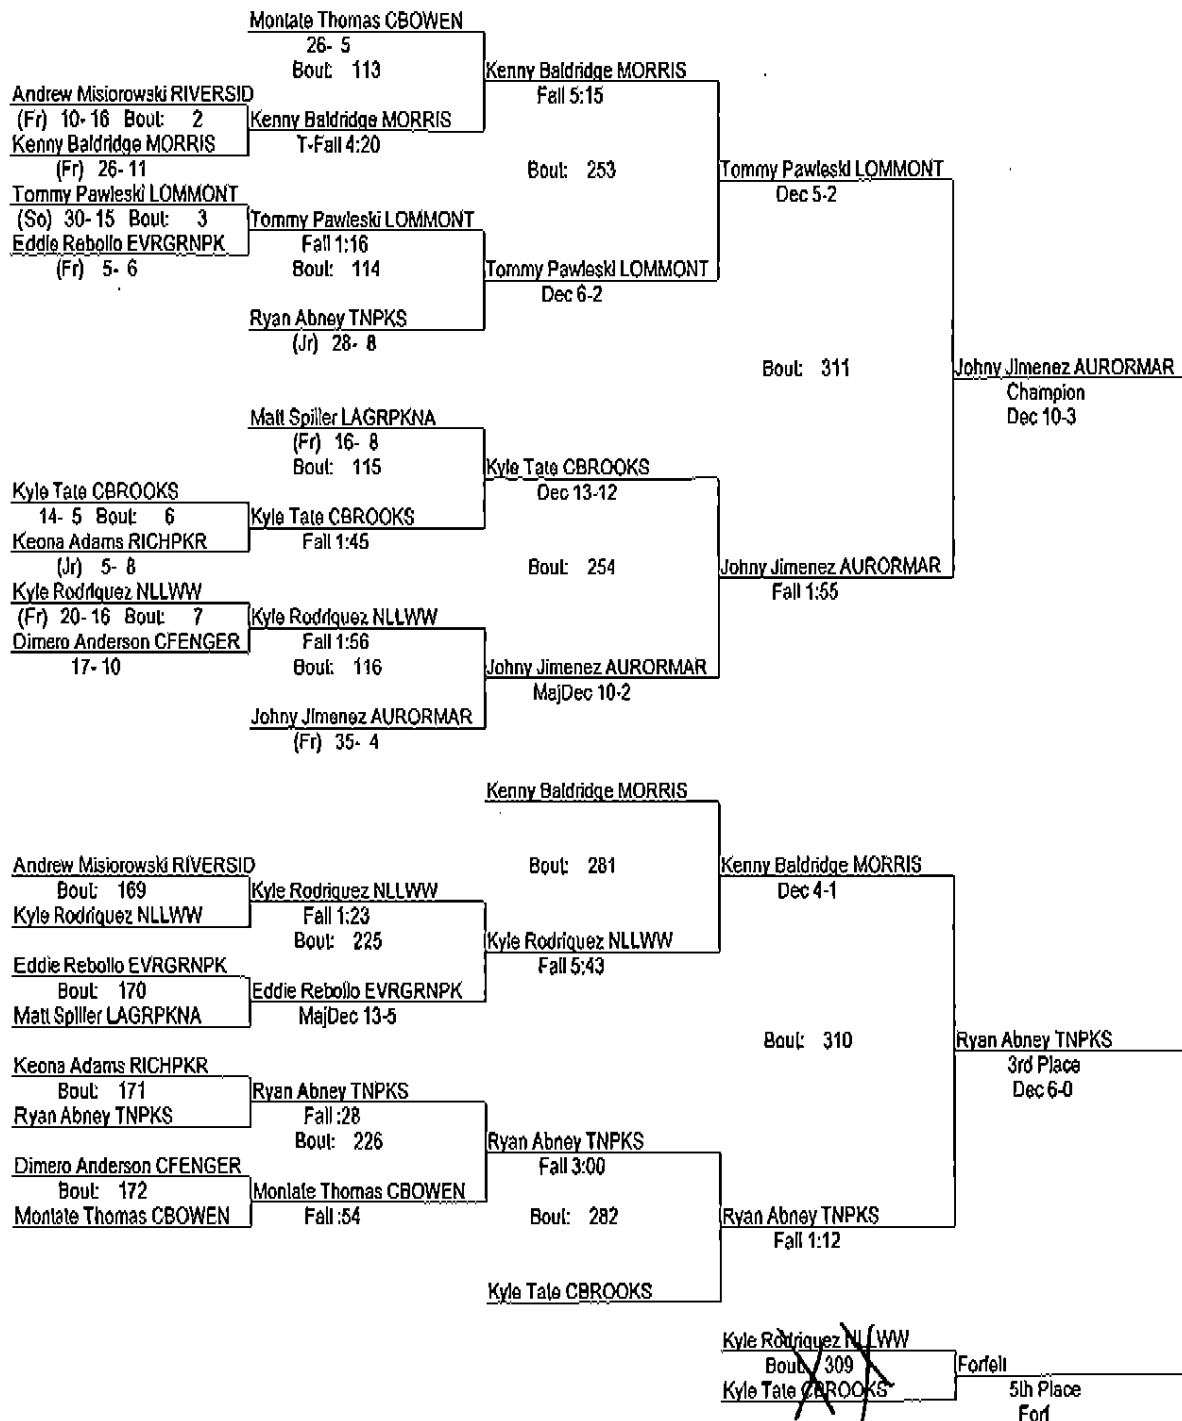 Montate Thomas CBOWEN
26- 5
Bout: 113
Kenny Baldridge MORRIS
Fall 5:15
Andrew Misiorowski RIVERSID
(Fr) 10- 16 Bout: 2
Kenny Baldridge MORRIS
T-Fall 4:20
Kenny Baldridge MORRIS
(Fr) 26- 11
Bout: 253
Tommy Pawleski LOMMONT
Dec 5-2
Tommy Pawleski LOMMONT
(So) 30- 15 Bout: 3
Tommy Pawleski LOMMONT
Fall 1:16
Eddie Rebollo EVRGRNPK
(Fr) 5- 6
Bout: 114
Tommy Pawleski LOMMONT
Dec 6-2
Ryan Abney TNPKS
(Jr) 28- 8
Bout: 311
Johny Jimenez AURORMAR
Champion
Dec 10-3
Matt Spiller LAGRPKNA
(Fr) 16- 8
Bout: 115
Kyle Tate CBROOKS
Dec 13-12
Kyle Tate CBROOKS
14- 5 Bout: 6
Kyle Tate CBROOKS
Fall 1:45
Keona Adams RICHPKR
(Jr) 5- 8
Bout: 254
Johny Jimenez AURORMAR
Fall 1:55
Kyle Rodriquez NLLWW
(Fr) 20- 16 Bout: 7
Kyle Rodriquez NLLWW
Fall 1:56
Dimero Anderson CFENGER
17- 10
Bout: 116
Johny Jimenez AURORMAR
MajDec 10-2
Johny Jimenez AURORMAR
(Fr) 35- 4
Kenny Baldridge MORRIS
Bout: 281
Kenny Baldridge MORRIS
Dec 4-1
Andrew Misiorowski RIVERSID
Bout: 169
Kyle Rodriquez NLLWW
Kyle Rodriquez NLLWW
Fall 1:23
Bout: 225
Kyle Rodriquez NLLWW
Fall 5:43
Eddie Rebollo EVRGRNPK
Bout: 170
Matt Spiller LAGRPKNA
Eddie Rebollo EVRGRNPK
MajDec 13-5
Bout: 310
Ryan Abney TNPKS
3rd Place
Dec 6-0
Keona Adams RICHPKR
Bout: 171
Ryan Abney TNPKS
Ryan Abney TNPKS
Fall :28
Bout: 226
Ryan Abney TNPKS
Fall 3:00
Dimero Anderson CFENGER
Bout: 172
Montate Thomas CBOWEN
Montate Thomas CBOWEN
Fall :54
Bout: 282
Ryan Abney TNPKS
Fall 1:12
Kyle Tate CBROOKS
Kyle Rodriquez NLLWW
Bout: 309
Kyle Tate CBROOKS
Forfeit
5th Place
Forf